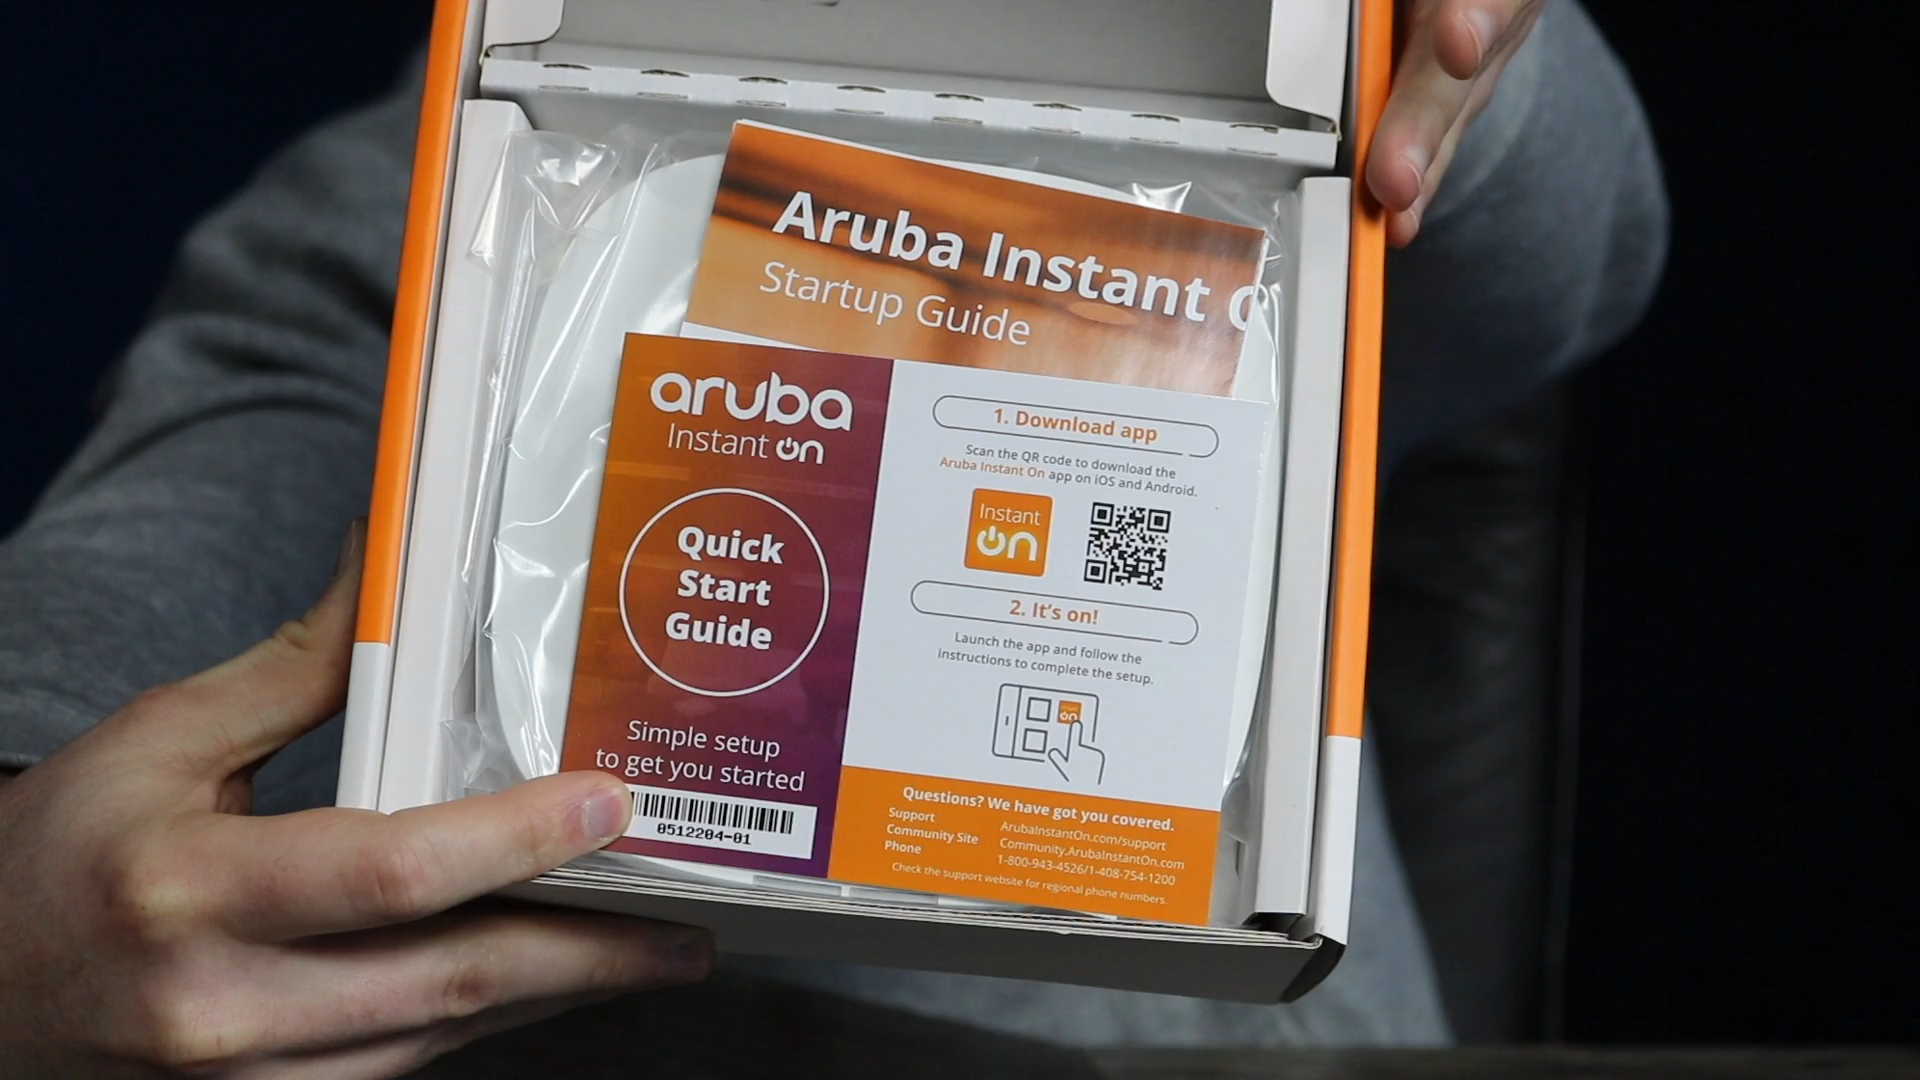 Aruba Instant
Startup Guide
aruba
Instant on
Quick
Start
Guide
Simple setup
to get you started
0512204-01
1. Download app
Scan the QR code to download the
Aruba Instant On app on iOS and Android.
Instant
on
2. It's on!
Launch the app and follow the
instructions to complete the setup.
Instant
on
Questions? We have got you covered.
Support ArubaInstantOn.com/support
Community Site Community.ArubaInstantOn.com
Phone 1-800-943-4526/1-408-754-1200
Check the support website for regional phone numbers.